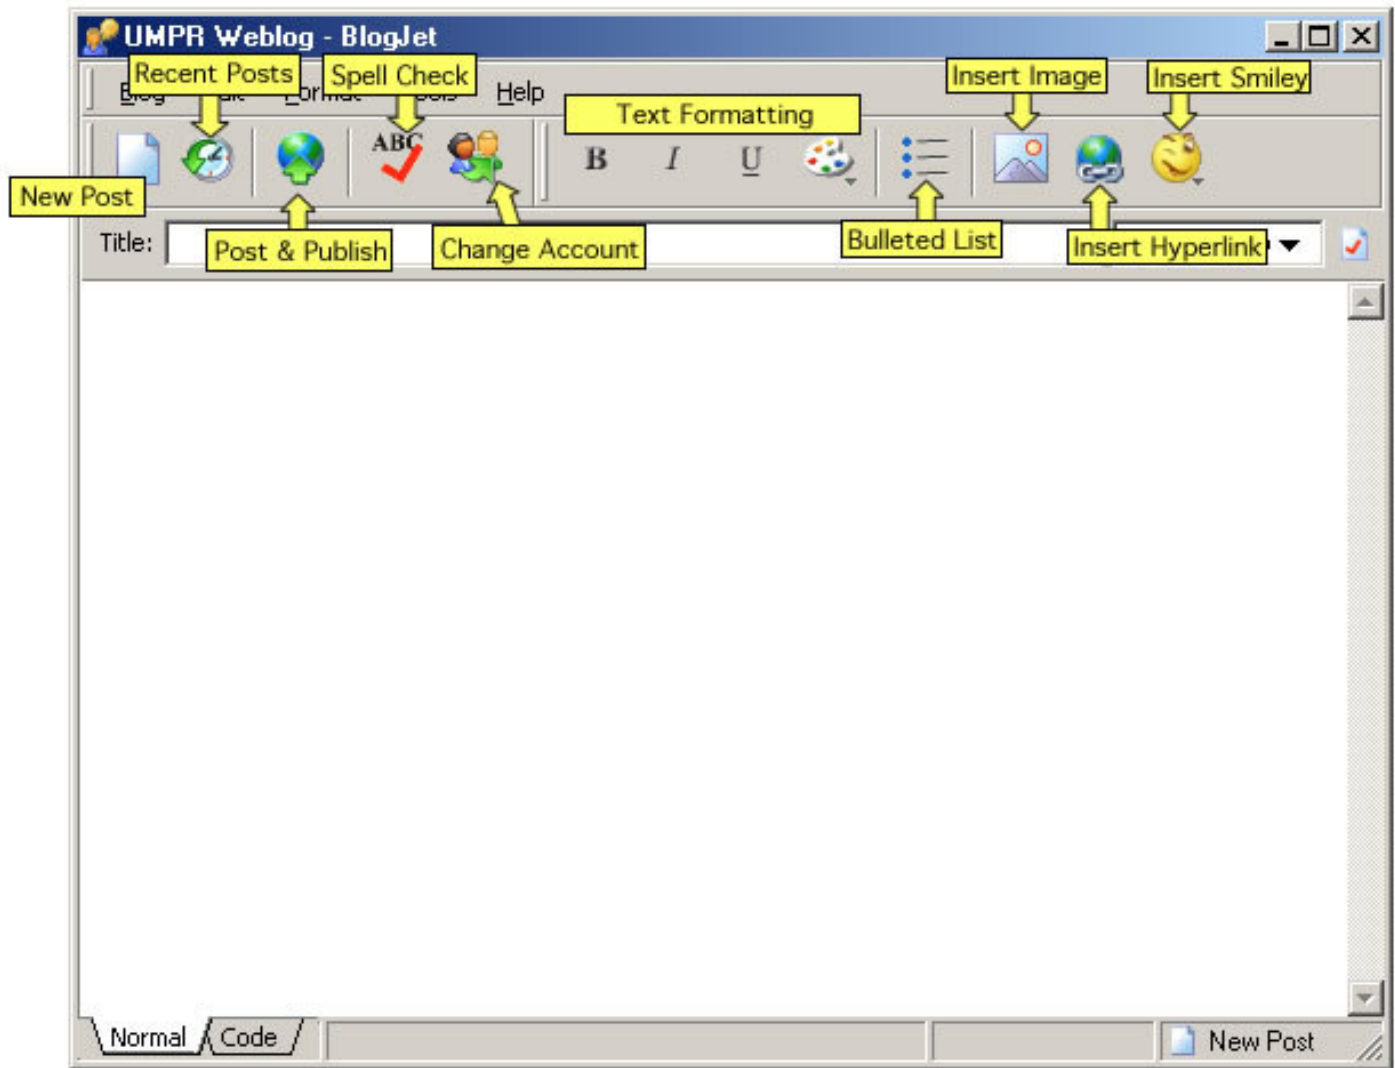 UMPR Weblog - BlogJet
Recent Posts
Spell Check
Insert Image
Insert Smiley
Help
Text Formatting
ABC
B I U
New Post
Title:
Post & Publish
Change Account
Bulleted List
Insert Hyperlink
Normal
Code
New Post